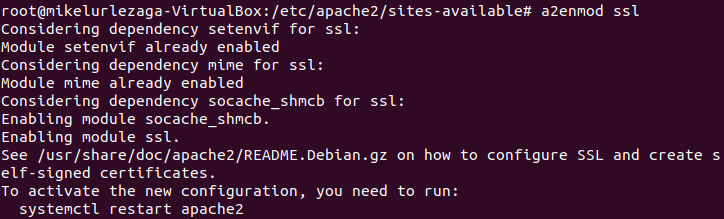 root@mikelurlezaga-VirtualBox:/etc/apache2/sites-available# a2enmod ssl
Considering dependency setenvif for ssl:
Module setenvif already enabled
Considering dependency mime for ssl:
Module mime already enabled
Considering dependency socache_shmcb for ssl:
Enabling module socache_shmcb.
Enabling module ssl.
See /usr/share/doc/apache2/README.Debian.gz on how to configure SSL and create s
elf-signed certificates.
To activate the new configuration, you need to run:
  systemctl restart apache2